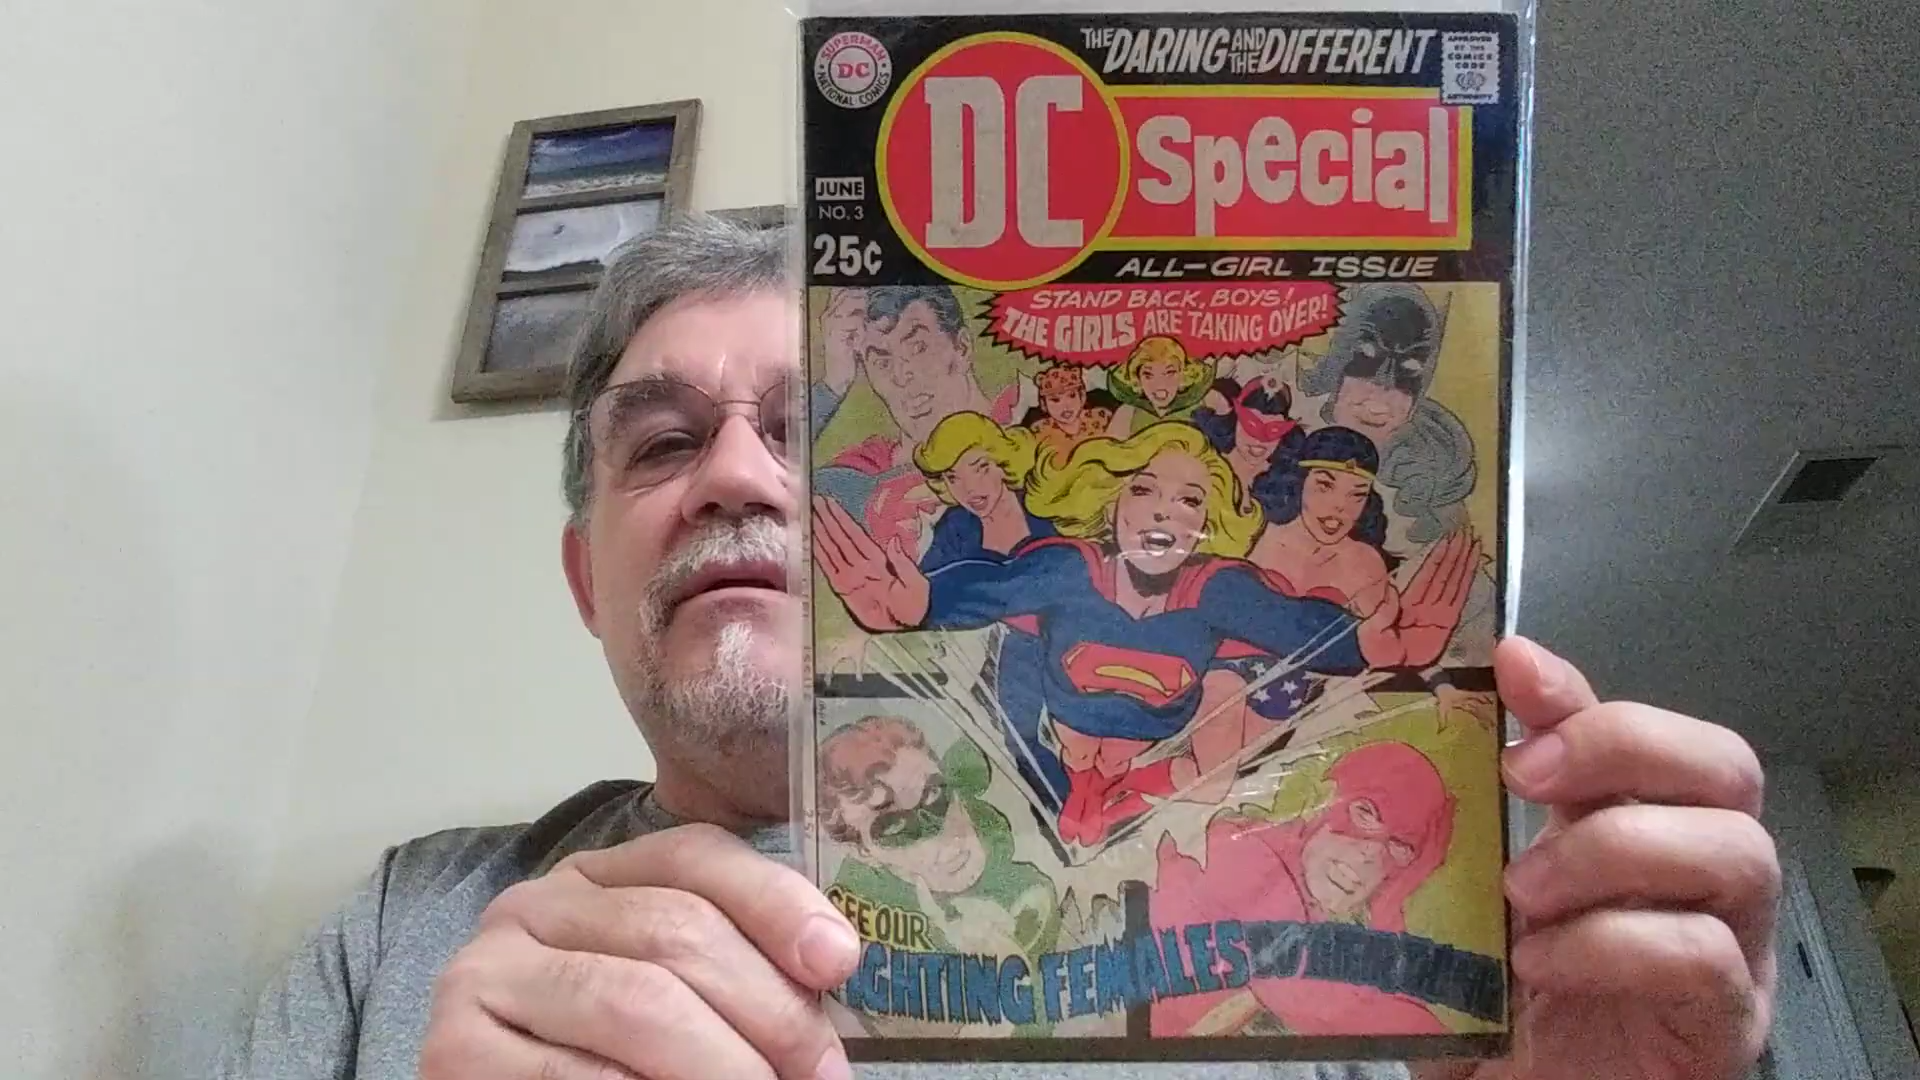 THE DARING AND THE DIFFERENT
SUPERMAN
DC
NATIONAL COMICS
APPROVED
BY THE
COMICS
CODE
AUTHORITY
DC Special
JUNE
NO. 3
25¢
ALL-GIRL ISSUE
STAND BACK, BOYS!
THE GIRLS ARE TAKING OVER!
SEE OUR
FIGHTING FEMALES